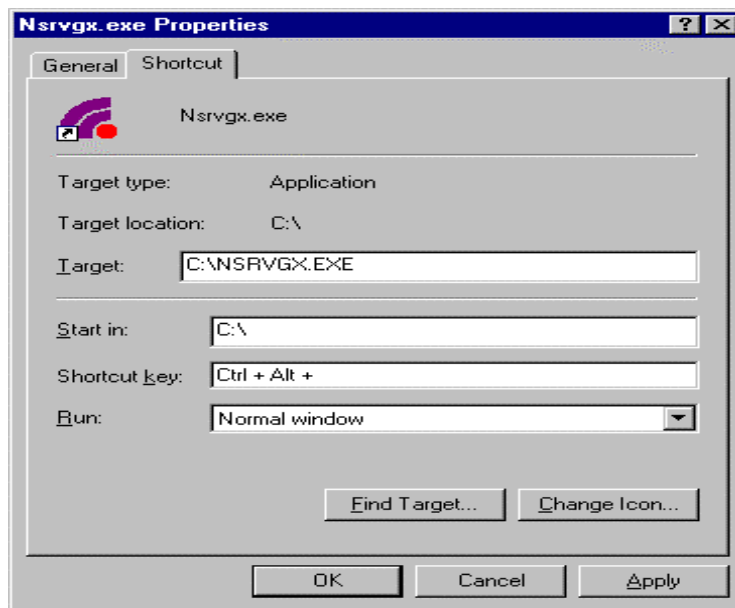 Nsrvgx.exe Properties
General Shortcut
Nsrvgx.exe
Target type: Application
Target location: C:\
Target: C:\NSRVGX.EXE
Start in: C:\
Shortcut key: Ctrl + Alt +
Run: Normal window
Find Target... Change Icon...
OK Cancel Apply